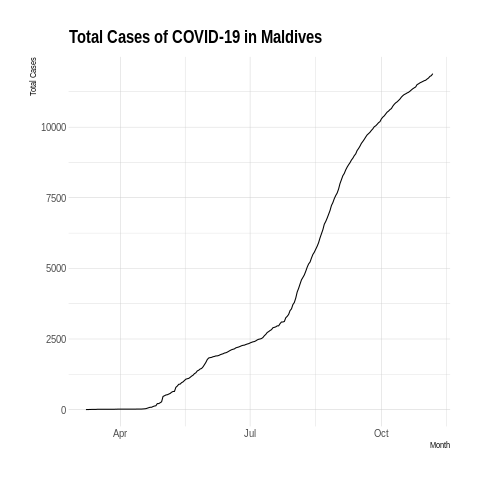 Total Cases of COVID-19 in Maldives
Total Cases
10000
7500
5000
2500
0
Apr Jul Oct
Month